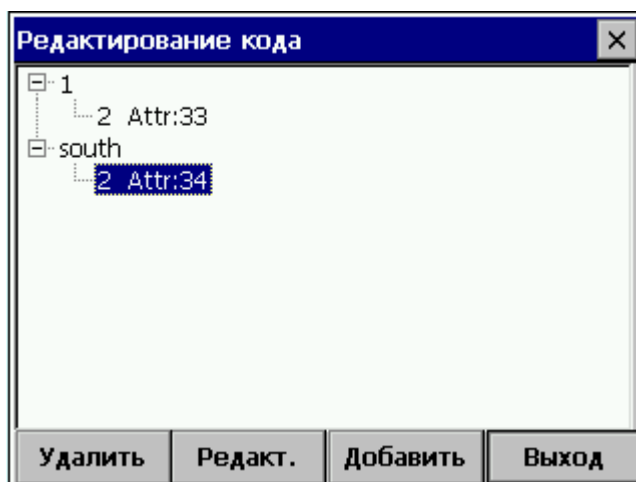 Редактирование кода
1
2 Attr:33
south
2 Attr:34
Удалить Редакт. Добавить Выход